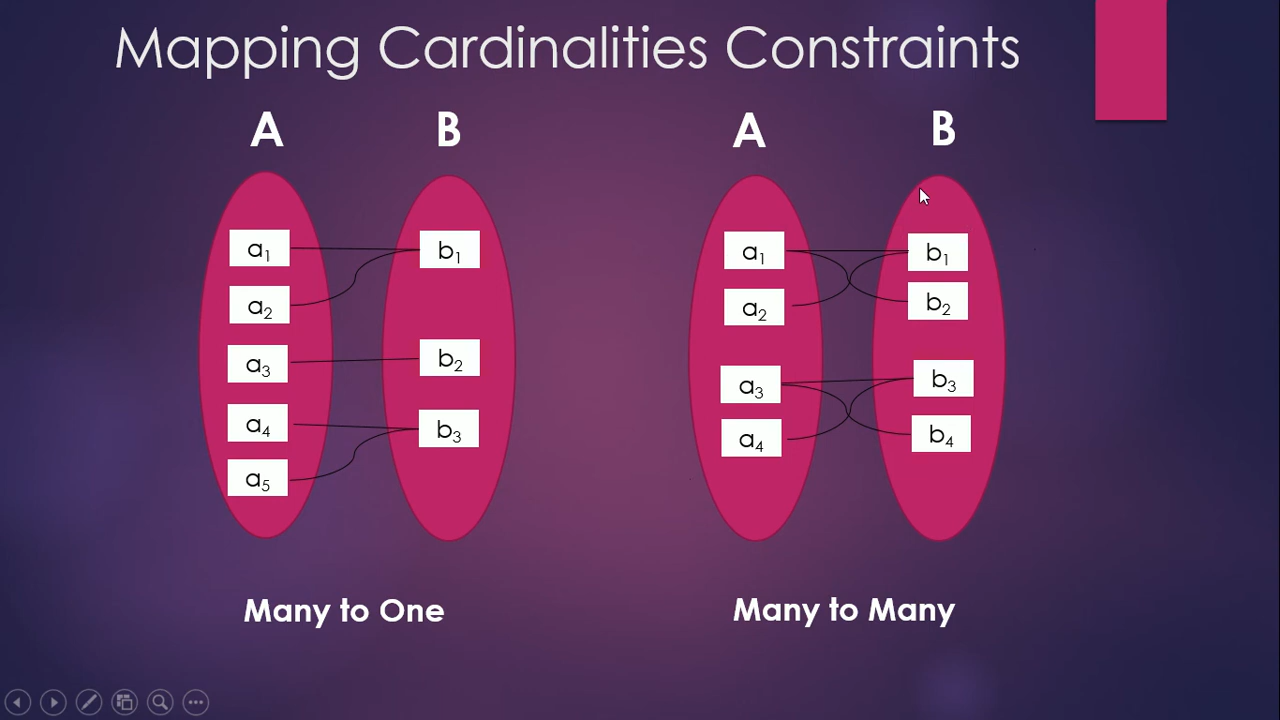 Mapping Cardinalities Constraints
A B A B
a₁ b₁ a₁ b₁
a₂ a₂ b₂
a₃ b₂ a₃ b₃
a₄ b₃ a₄ b₄
a₅
Many to One Many to Many